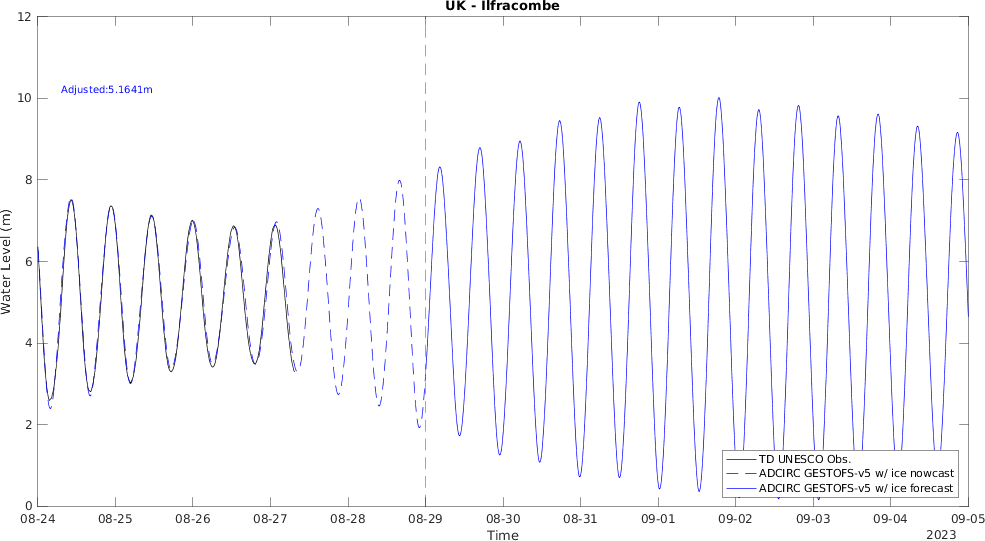 UK - Ilfracombe
12
10
8
6
4
2
0
Water Level (m)
Adjusted:5.1641m
TD UNESCO Obs.
ADCIRC GESTOFS-v5 w/ ice nowcast
ADCIRC GESTOFS-v5 w/ ice forecast
08-24 08-25 08-26 08-27 08-28 08-29 08-30 08-31 09-01 09-02 09-03 09-04 09-05
Time
2023